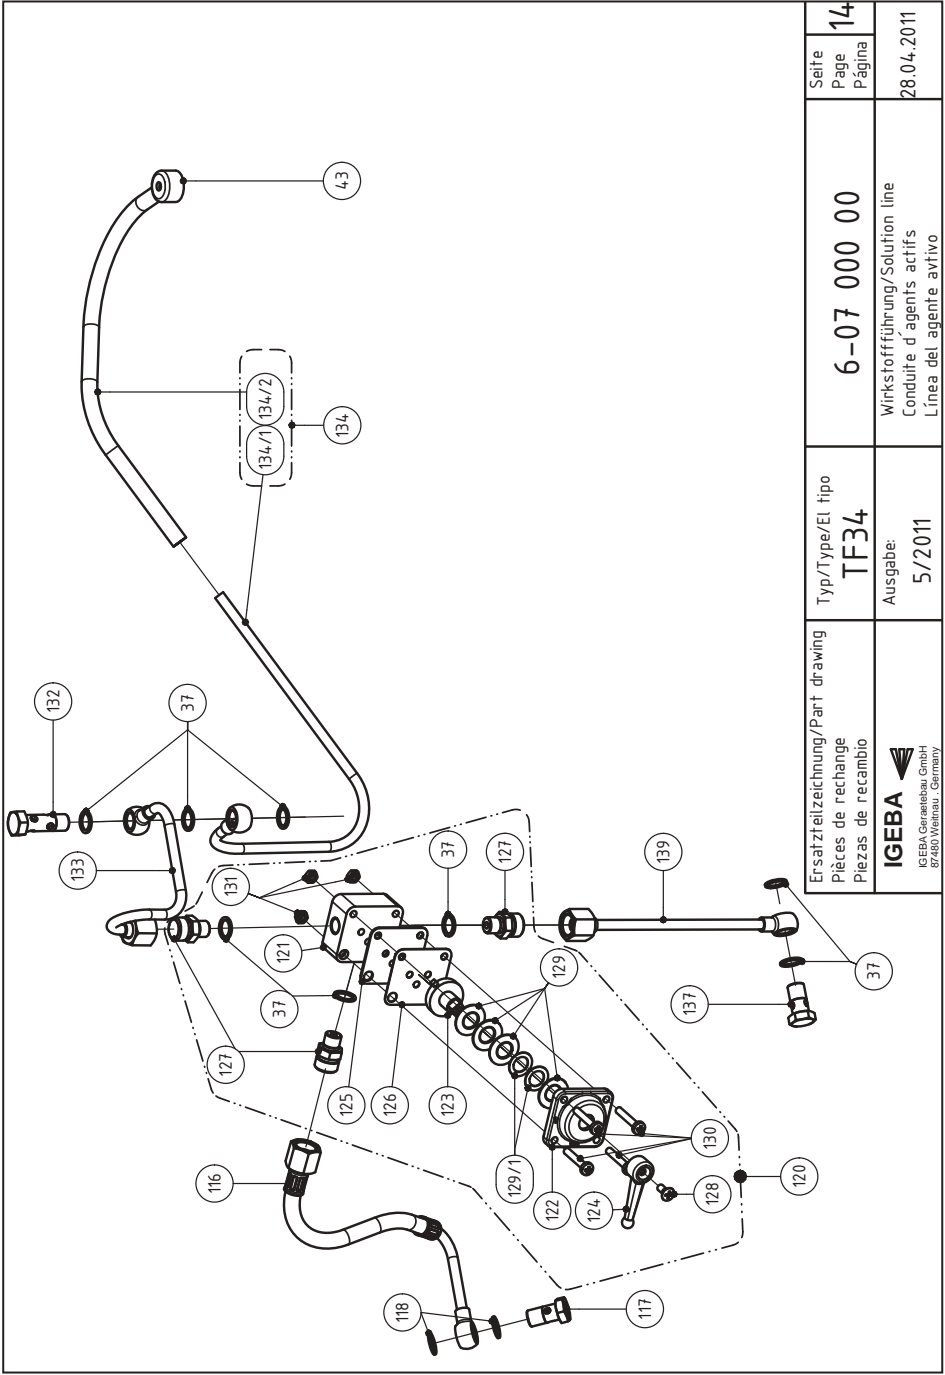 43
134/1
134/2
134
132
37
133
131
37
127
139
121
37
129
37
137
127
125
126
123
130
116
129/1
122
124
128
120
118
117
Ersatzteilzeichnung/Part drawing
Pièces de rechange
Piezas de recambio
Typ/Type/El tipo
TF34
6-07 000 00
Seite
Page
Página
14
IGEBA
IGEBA Geraetebau GmbH
87480 Weitnau . Germany
Ausgabe:
5/2011
Wirkstoffführung/Solution line
Conduite d´agents actifs
Línea del agente avtivo
28.04.2011